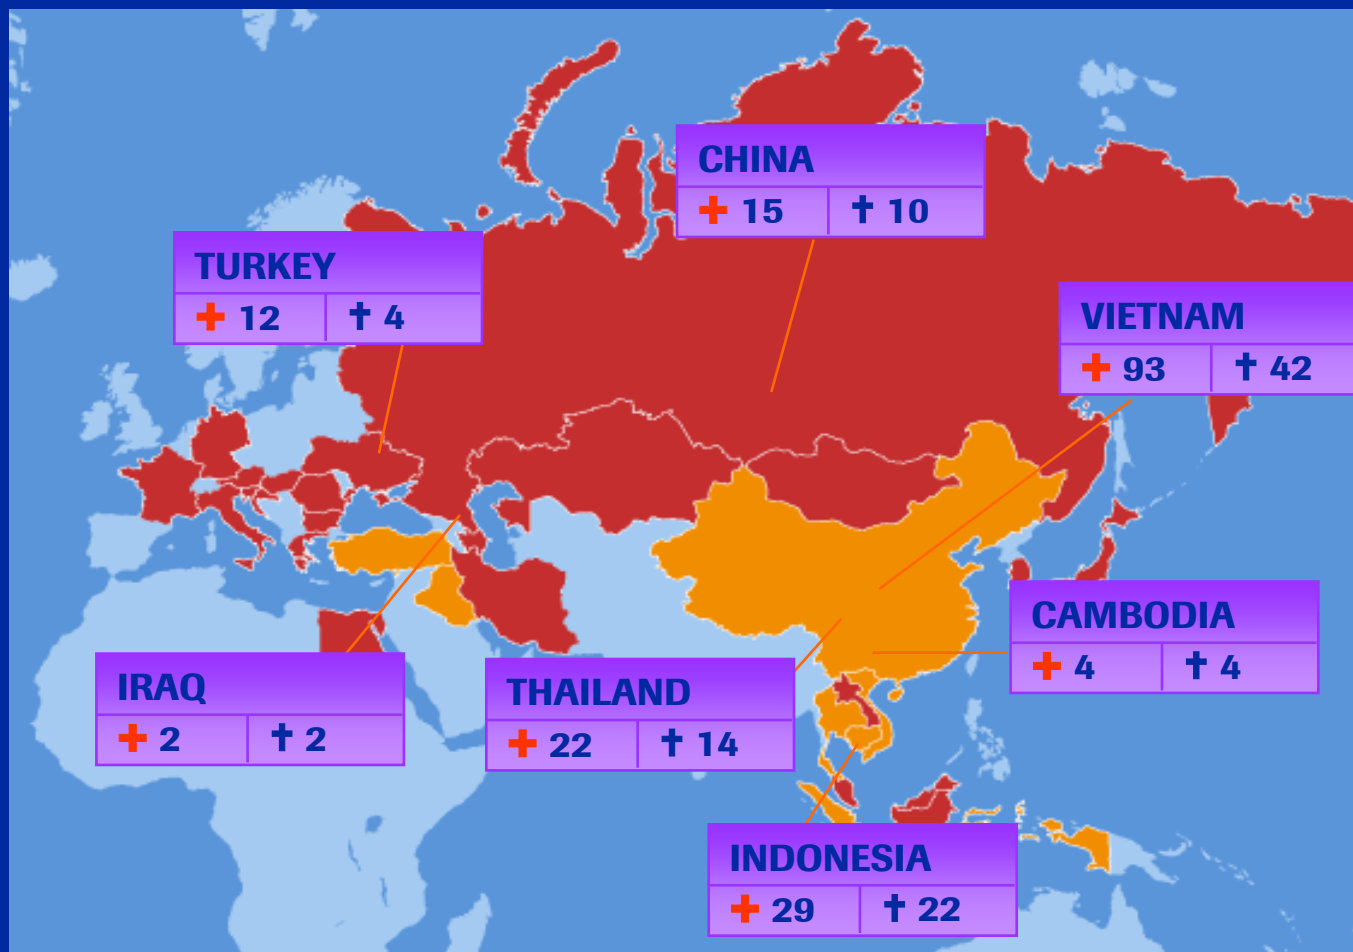 CHINA
✚ 15 ✝ 10
TURKEY
✚ 12 ✝ 4
VIETNAM
✚ 93 ✝ 42
CAMBODIA
✚ 4 ✝ 4
IRAQ
✚ 2 ✝ 2
THAILAND
✚ 22 ✝ 14
INDONESIA
✚ 29 ✝ 22